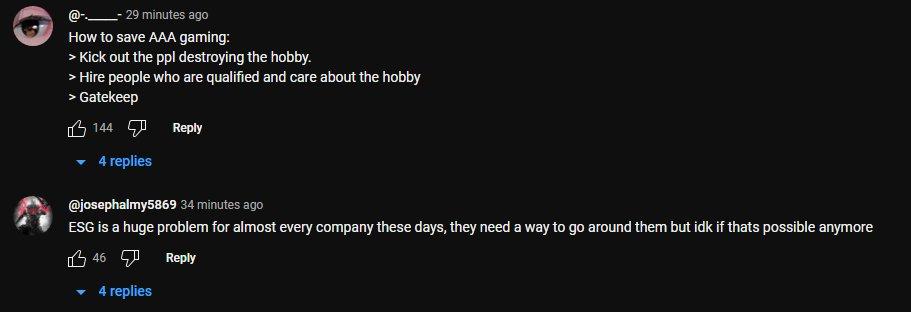 @-._____- 29 minutes ago
How to save AAA gaming:
> Kick out the ppl destroying the hobby.
> Hire people who are qualified and care about the hobby
> Gatekeep
144 Reply
4 replies
@josephalmy5869 34 minutes ago
ESG is a huge problem for almost every company these days, they need a way to go around them but idk if thats possible anymore
46 Reply
4 replies